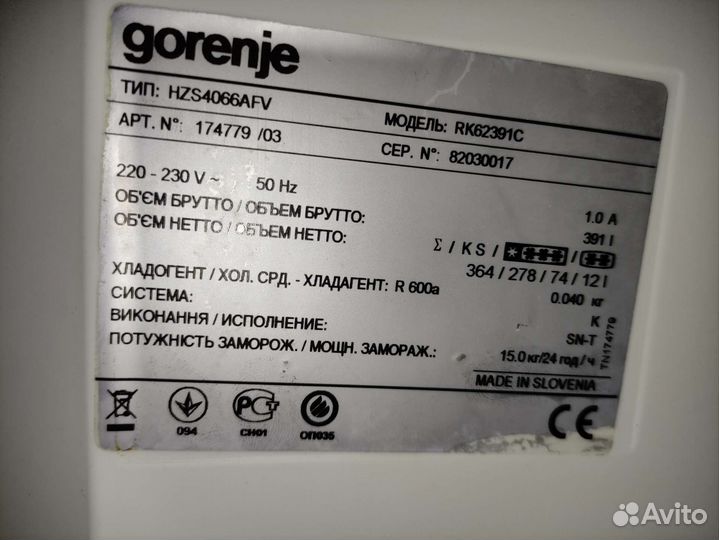 gorenje
ТИП: HZS4066AFV
МОДЕЛЬ: RK62391C
АРТ. N°: 174779 /03
СЕР. N°: 82030017
220 - 230 V ~ 50 Hz
1.0 A
ОБ'ЄМ БРУТТО / ОБЪЕМ БРУТТО:
391 l
ОБ'ЄМ НЕТТО / ОБЪЕМ НЕТТО:
Σ / KS / /
364 / 278 / 74 / 12 l
ХЛАДОГЕНТ / ХОЛ. СРД. - ХЛАДАГЕНТ: R 600a
0.040 кг
СИСТЕМА:
K
ВИКОНАННЯ / ИСПОЛНЕНИЕ:
SN-T
ПОТУЖНІСТЬ ЗАМОРОЖ. / МОЩН. ЗАМОРАЖ.:
15.0 кг/24 год / ч
TN174779
MADE IN SLOVENIA
094
РСТ
CH01
ОП035
CE
Avito